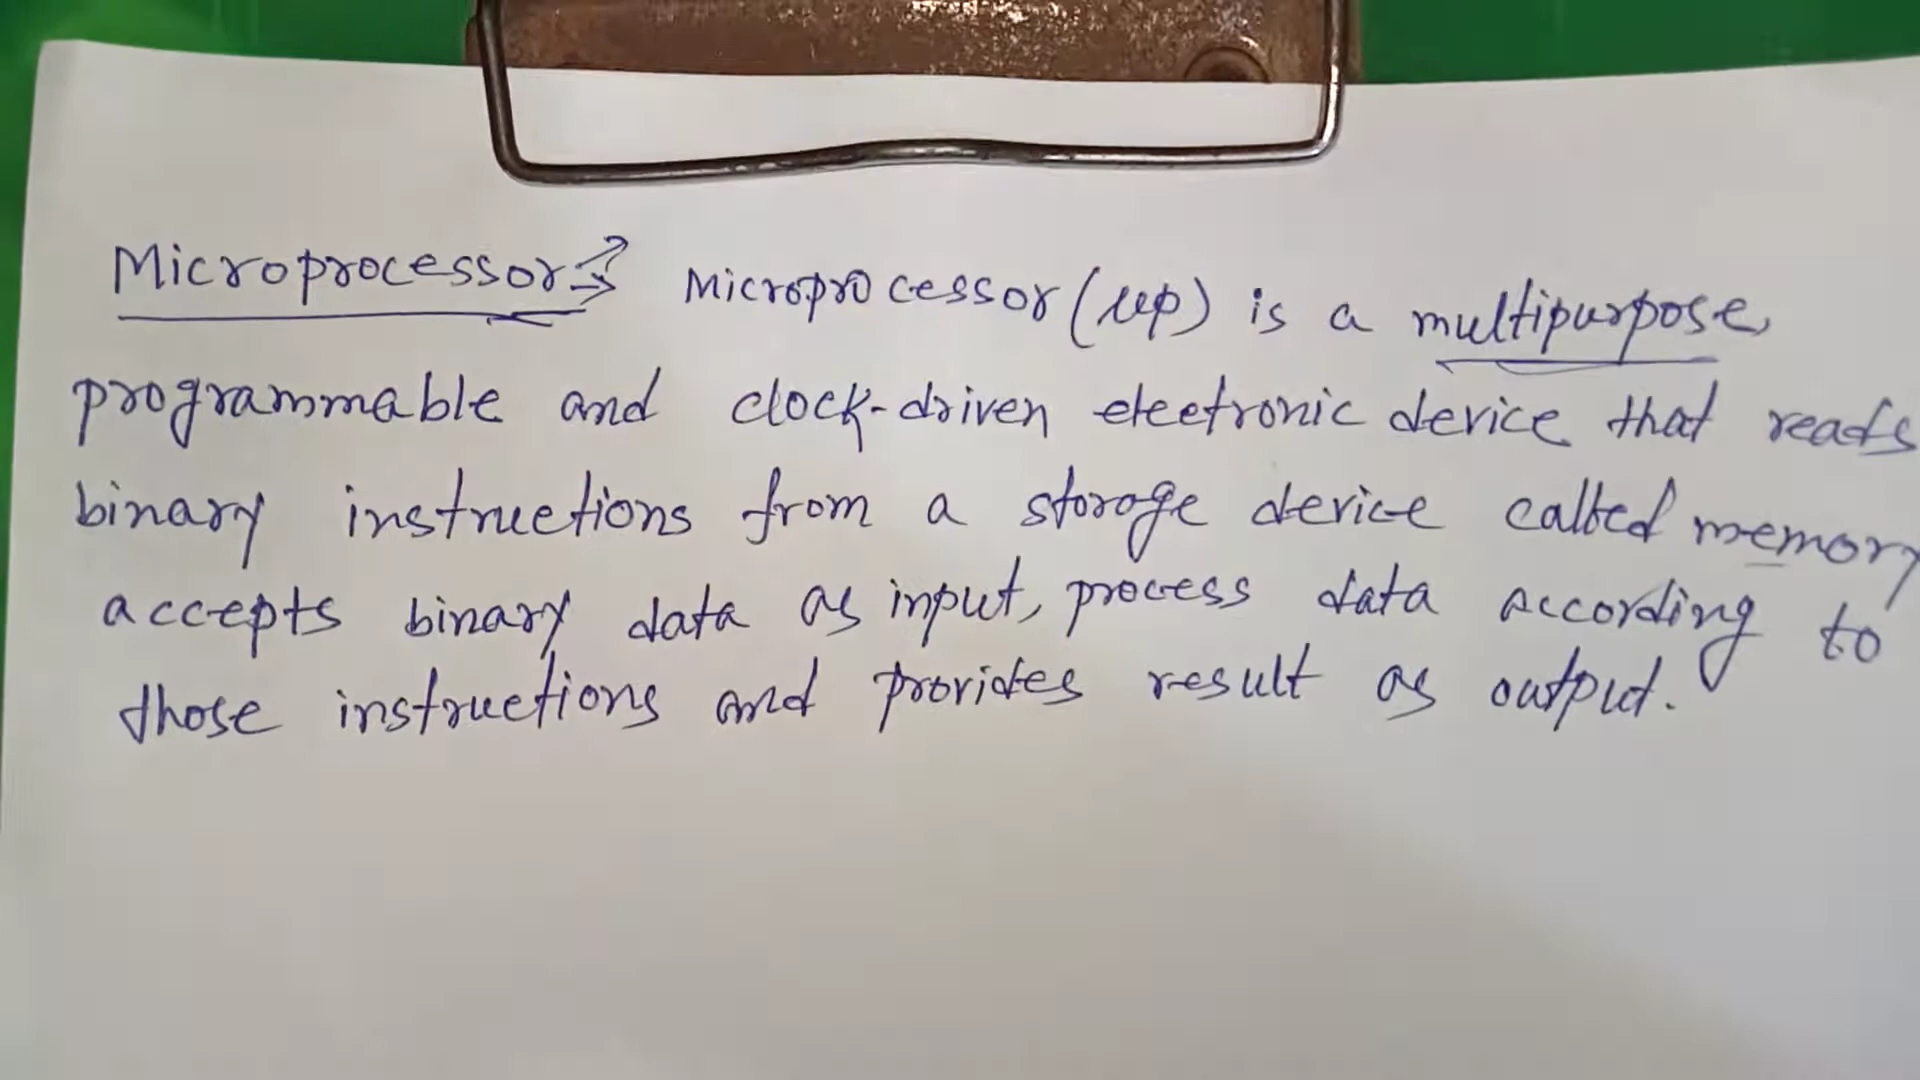 Microprocessor⇒ Microprocessor (μp) is a multipurpose,
programmable and clock-driven electronic device that reads
binary instructions from a storage device called memory
accepts binary data as input, process data according to
those instructions and provides result as output.